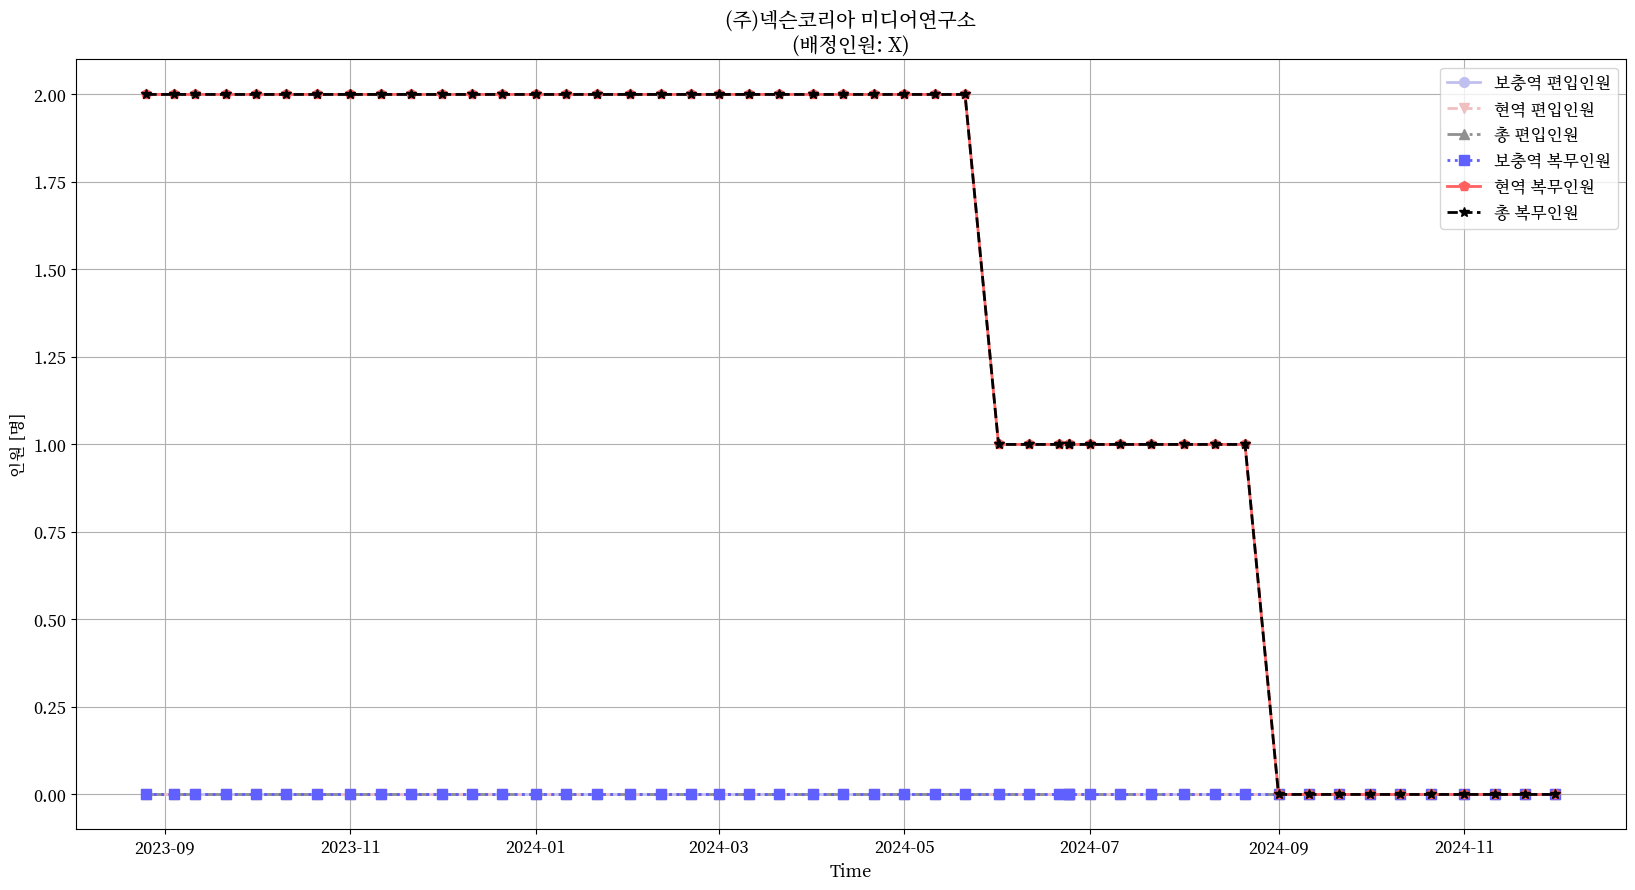 (주)넥슨코리아 미디어연구소
(배정인원: X)
보충역 편입인원
현역 편입인원
총 편입인원
보충역 복무인원
현역 복무인원
총 복무인원
인원 [명]
2.00
1.75
1.50
1.25
1.00
0.75
0.50
0.25
0.00
2023-09
2023-11
2024-01
2024-03
2024-05
2024-07
2024-09
2024-11
Time